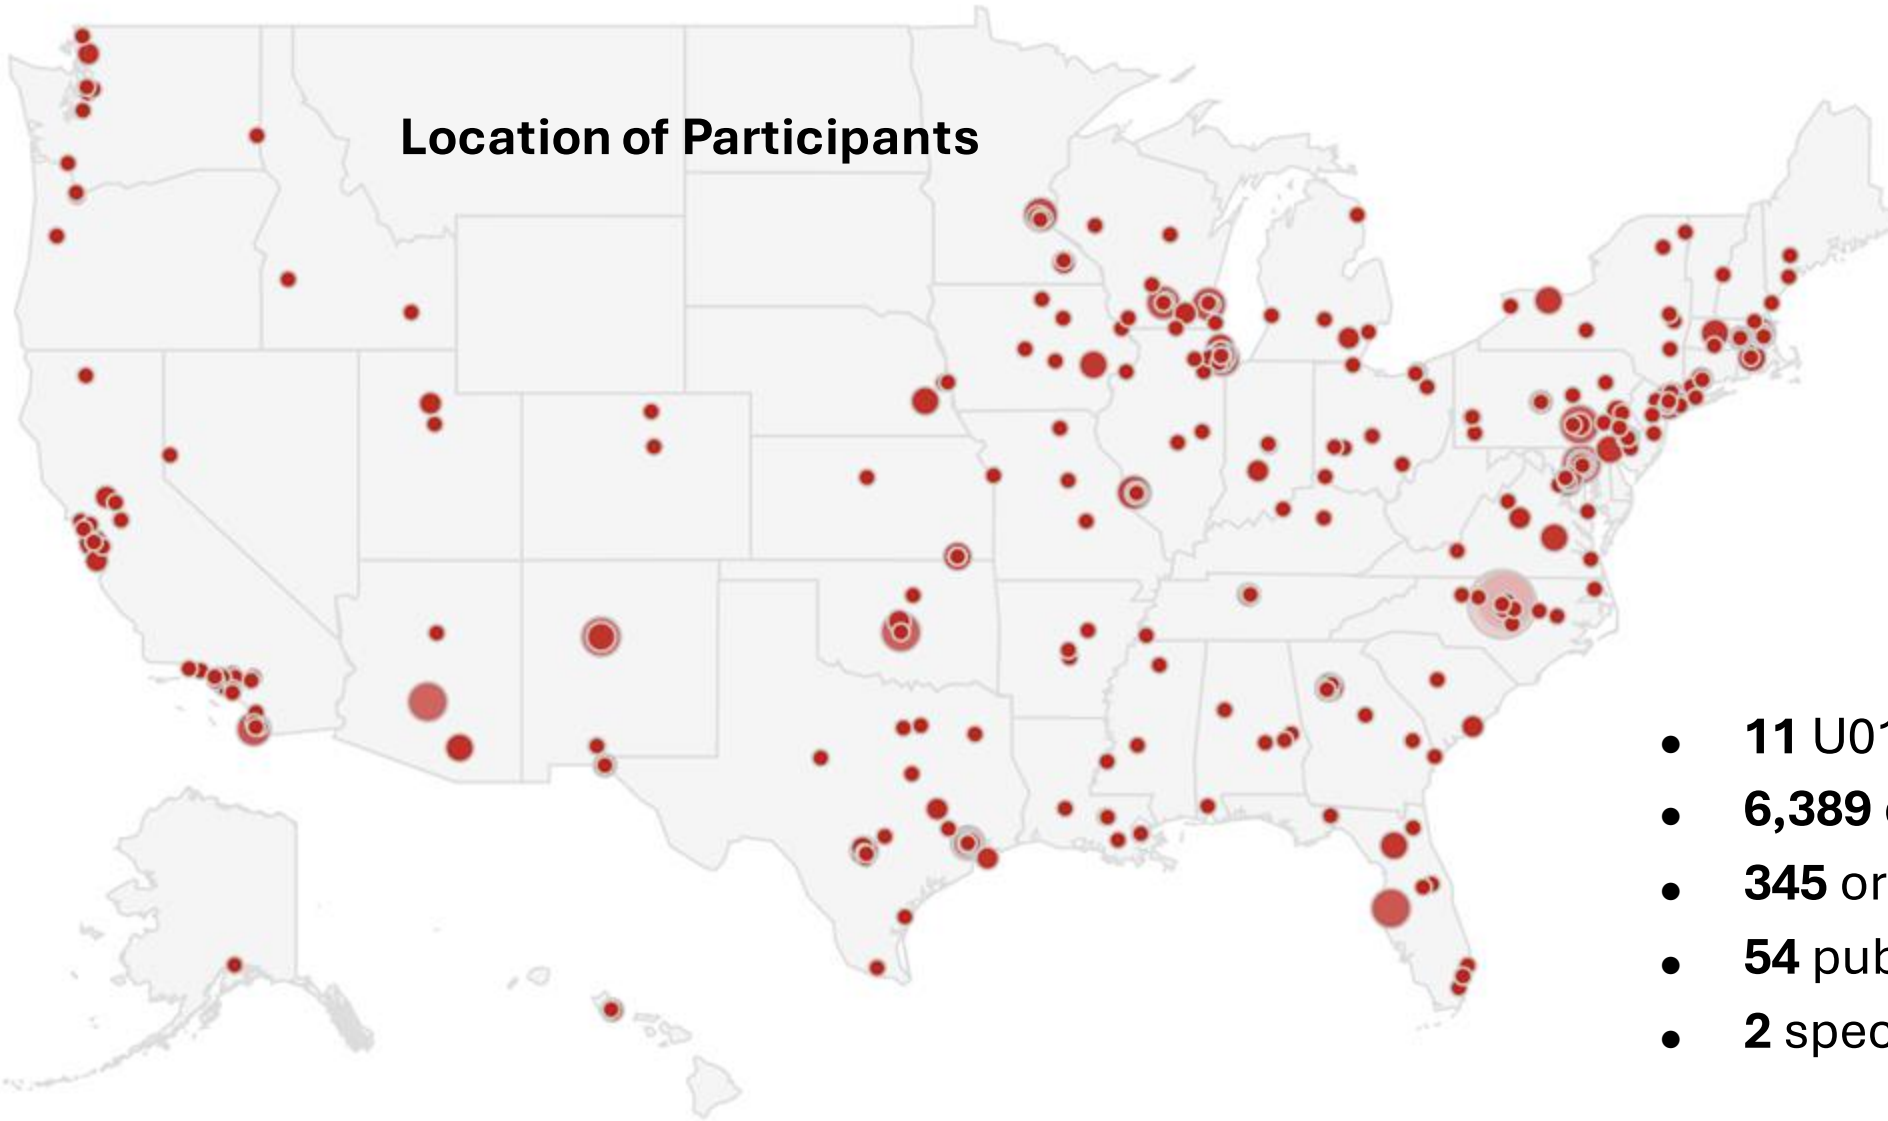 Location of Participants
• 11 U01
• 6,389
• 345 or
• 54 pub
• 2 spec